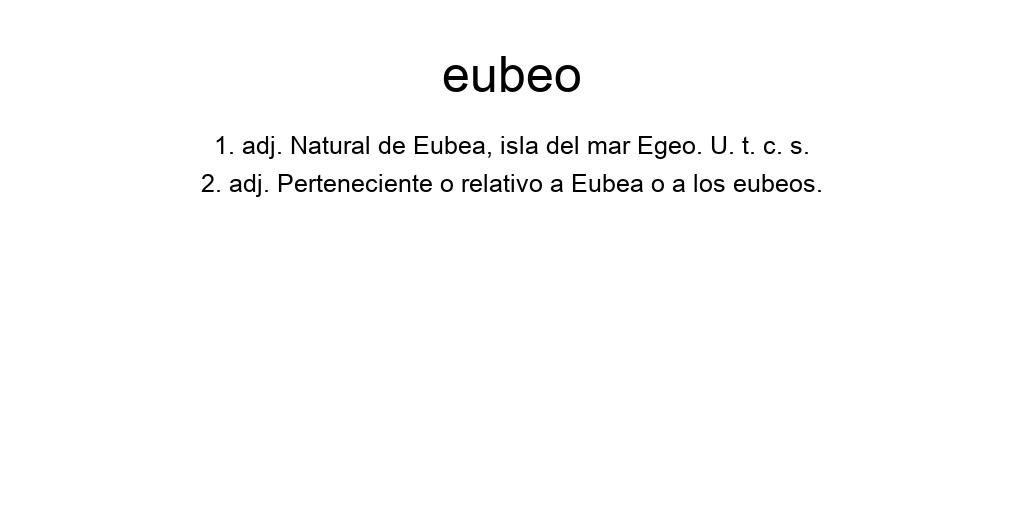 eubeo
1. adj. Natural de Eubea, isla del mar Egeo. U. t. c. s.
2. adj. Perteneciente o relativo a Eubea o a los eubeos.